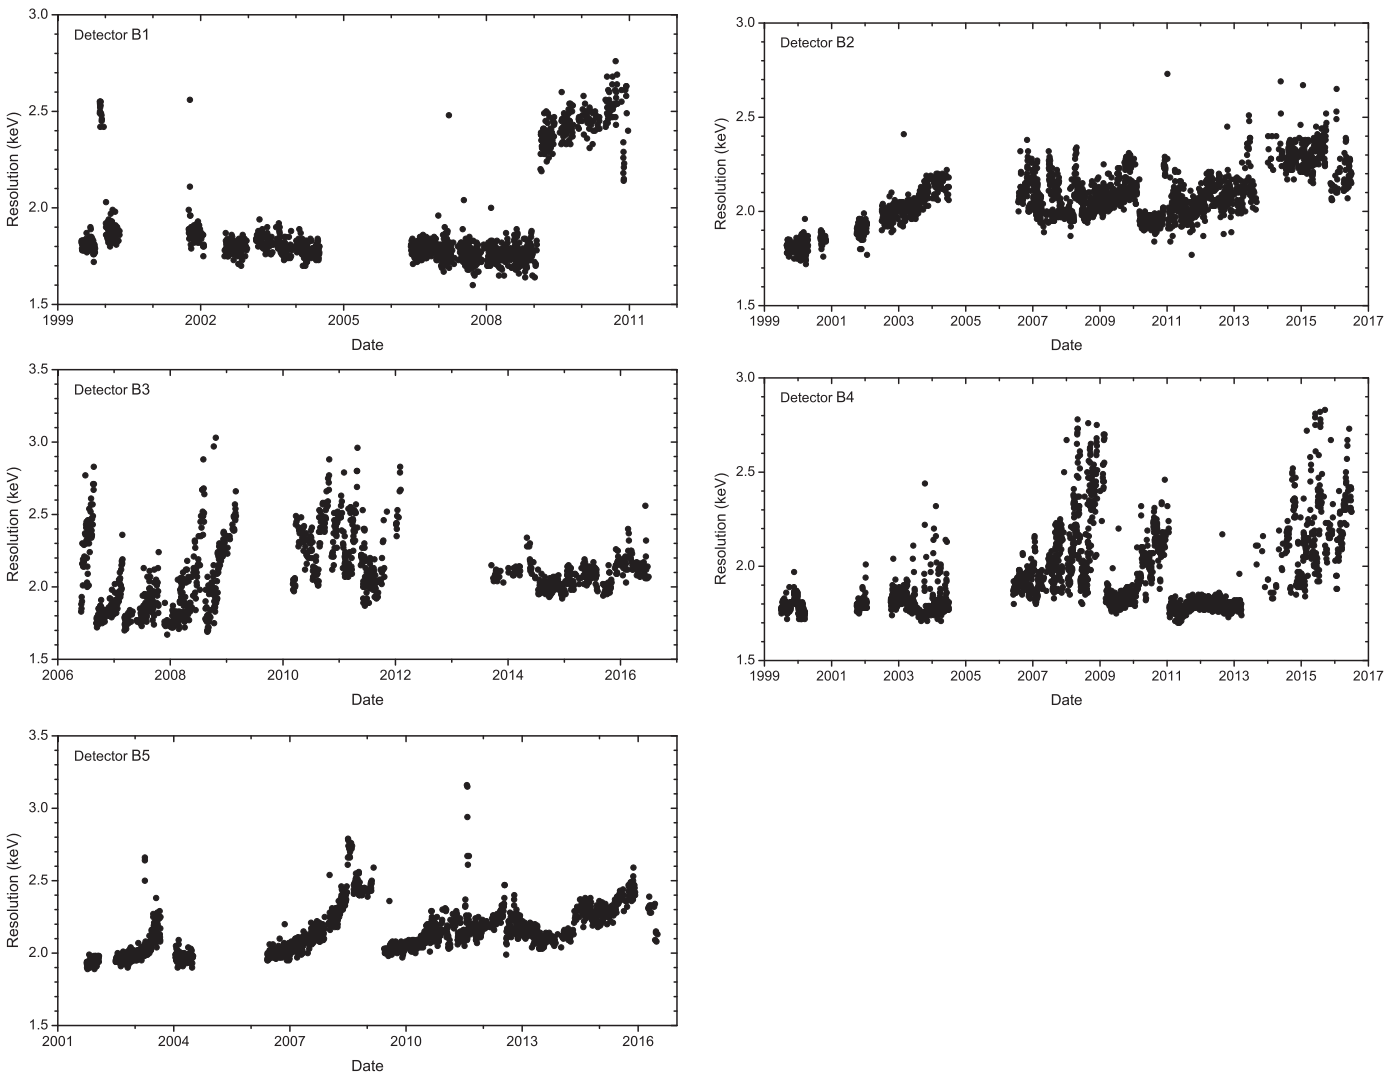 Detector B1
Resolution (keV)
3.0
2.5
2.0
1.5
1999 2002 2005 2008 2011
Date
Detector B2
Resolution (keV)
3.0
2.5
2.0
1.5
1999 2001 2003 2005 2007 2009 2011 2013 2015 2017
Date
Detector B3
Resolution (keV)
3.5
3.0
2.5
2.0
1.5
2006 2008 2010 2012 2014 2016
Date
Detector B4
Resolution (keV)
3.0
2.5
2.0
1.5
1999 2001 2003 2005 2007 2009 2011 2013 2015 2017
Date
Detector B5
Resolution (keV)
3.5
3.0
2.5
2.0
1.5
2001 2004 2007 2010 2013 2016
Date